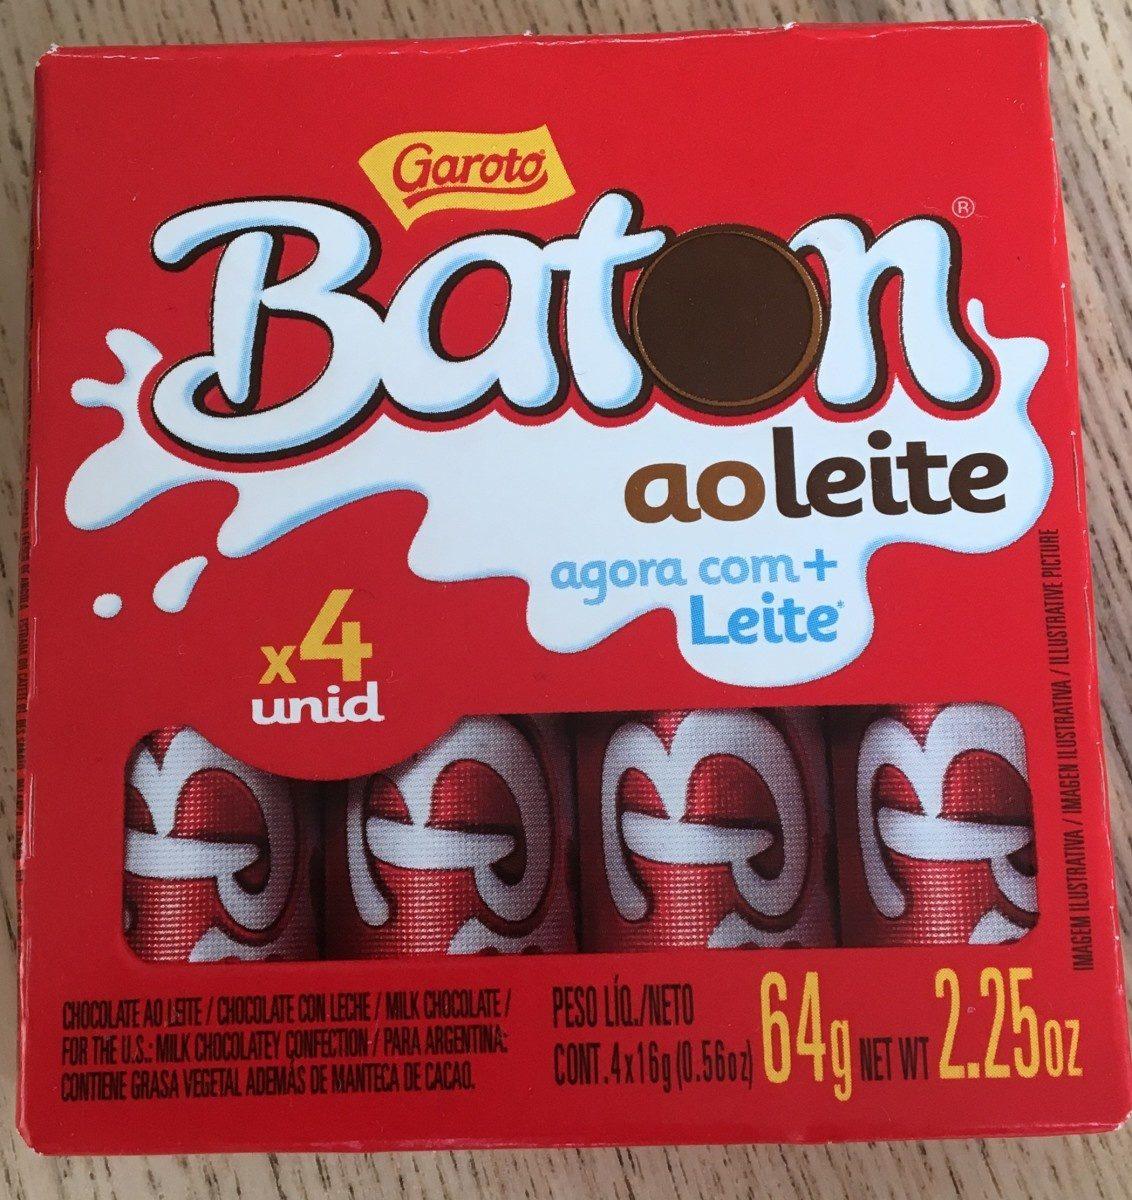 Garoto
Baton®
ao leite
agora com +
Leite*
x4
unid
CHOCOLATE AO LEITE / CHOCOLATE CON LECHE / MILK CHOCOLATE /
FOR THE U.S.: MILK CHOCOLATEY CONFECTION / PARA ARGENTINA:
CONTIENE GRASA VEGETAL ADEMÁS DE MANTECA DE CACAO.
PESO LÍQ./NETO
CONT. 4x16g (0.56oz)
64g NET WT 2.25oz
IMAGEM ILUSTRATIVA / IMAGEN ILUSTRATIVA / ILLUSTRATIVE PICTURE